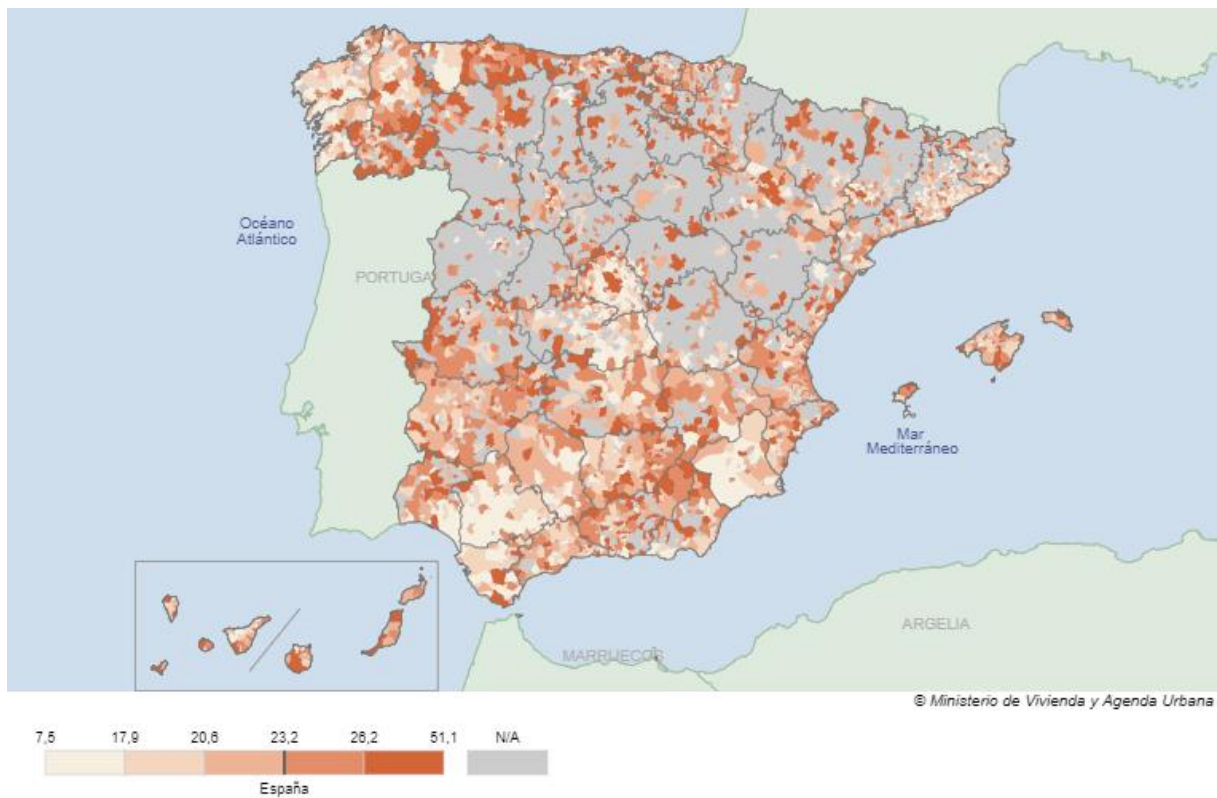 Océano
Atlántico
PORTUGA
Mar
Mediterráneo
ARGELIA
MARRUECOS
© Ministerio de Vivienda y Agenda Urbana
7,5 17,9 20,6 23,2 26,2 51,1 N/A
España